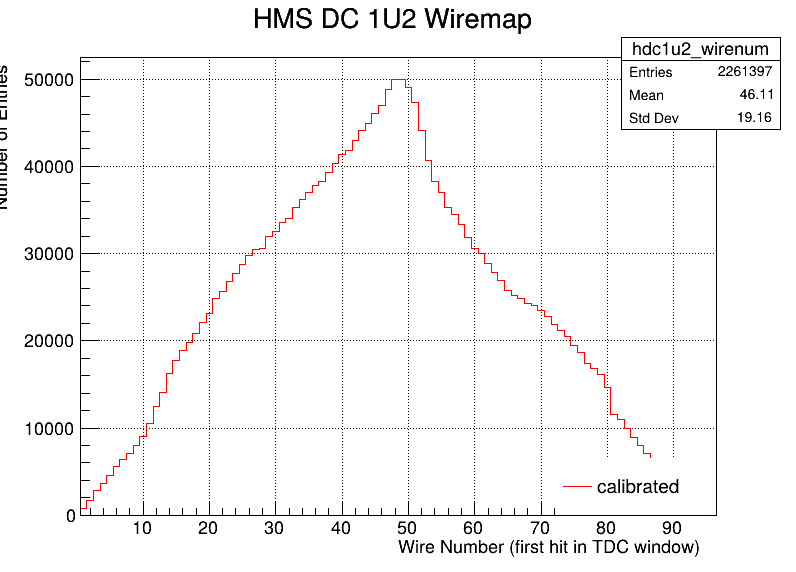 HMS DC 1U2 Wiremap
hdc1u2_wirenum
Entries 2261397
Mean 46.11
Std Dev 19.16
Number of Entries
50000
40000
30000
20000
10000
0
calibrated
10 20 30 40 50 60 70 80 90
Wire Number (first hit in TDC window)